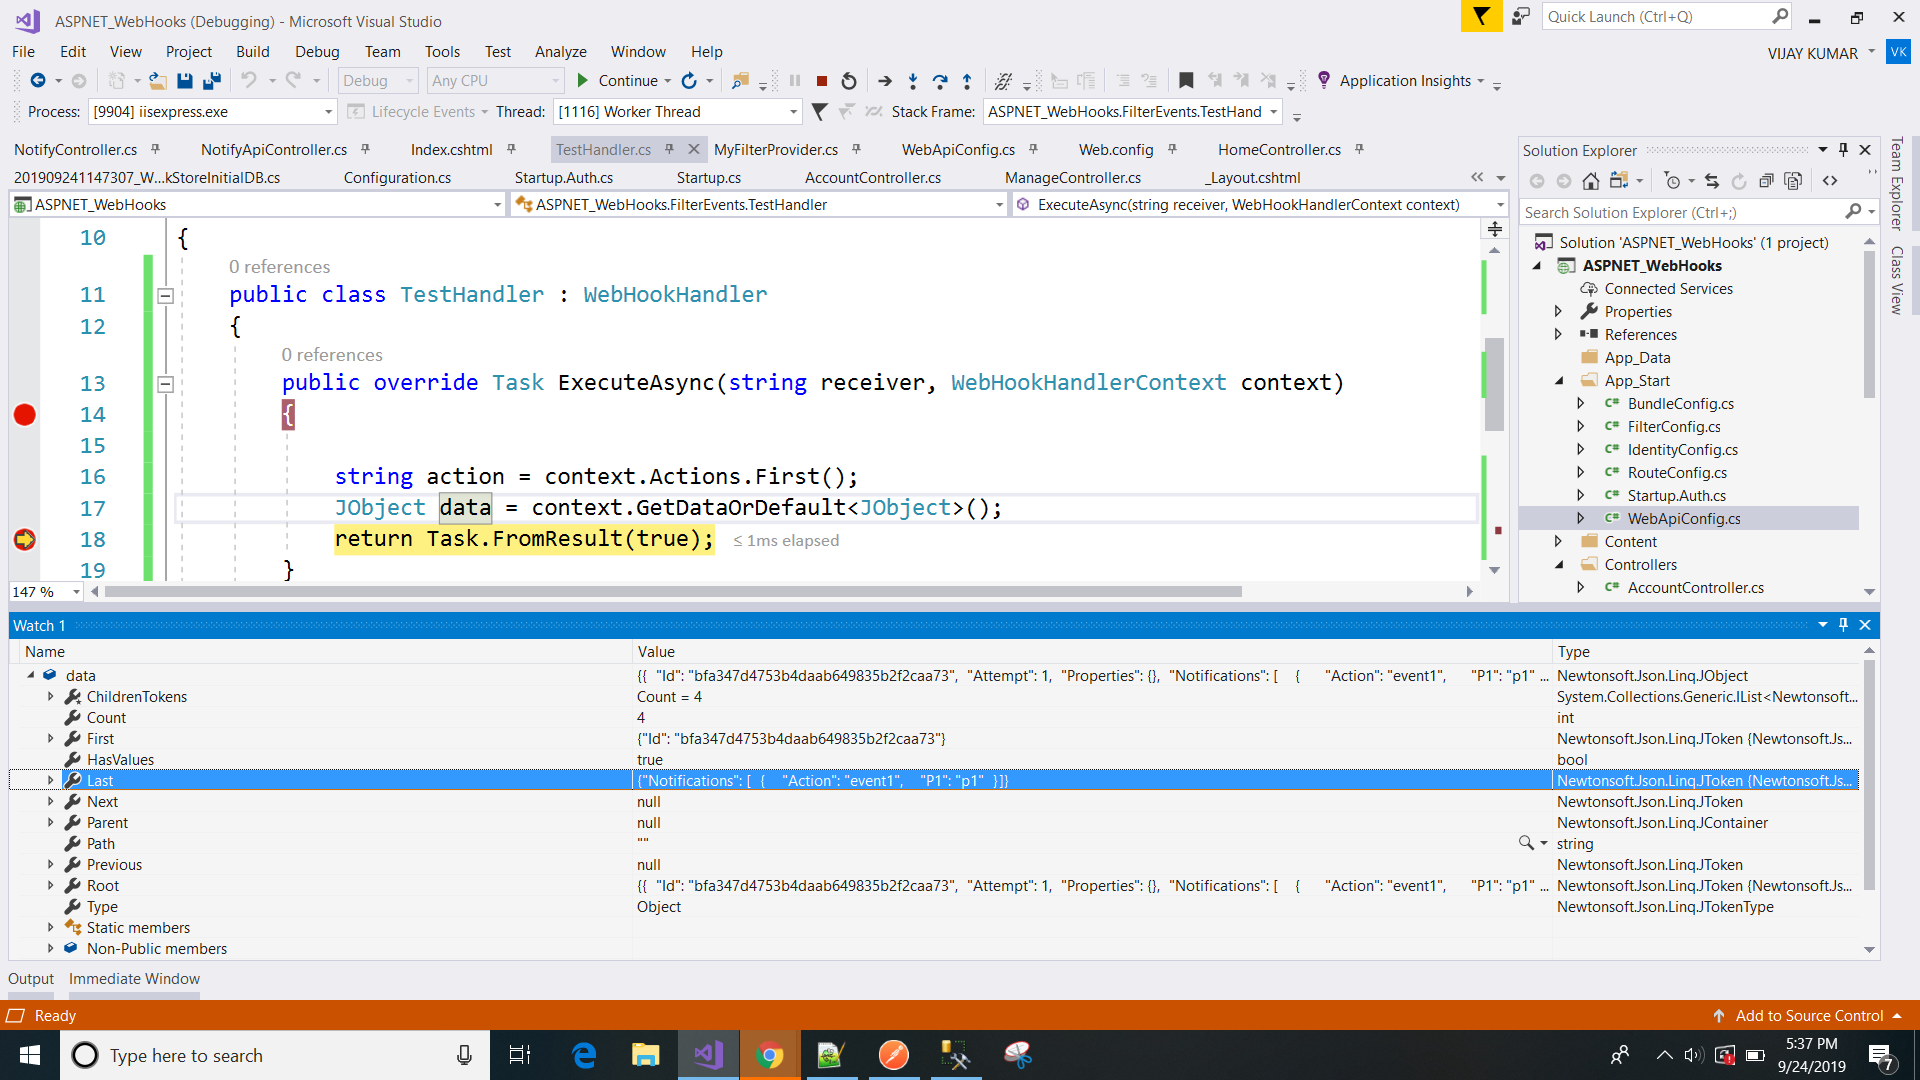 ASPNET_WebHooks (Debugging) - Microsoft Visual Studio
Quick Launch (Ctrl+Q)
File Edit View Project Build Debug Team Tools Test Analyze Window Help
VIJAY KUMAR VK
Debug Any CPU Continue Application Insights
Process: [9904] iisexpress.exe Lifecycle Events Thread: [1116] Worker Thread Stack Frame: ASPNET_WebHooks.FilterEvents.TestHand
NotifyController.cs NotifyApiController.cs Index.cshtml TestHandler.cs MyFilterProvider.cs WebApiConfig.cs Web.config HomeController.cs
201909241147307_W...kStoreInitialDB.cs Configuration.cs Startup.Auth.cs Startup.cs AccountController.cs ManageController.cs _Layout.cshtml
ASPNET_WebHooks ASPNET_WebHooks.FilterEvents.TestHandler ExecuteAsync(string receiver, WebHookHandlerContext context)
10 {
0 references
11 public class TestHandler : WebHookHandler
12 {
0 references
13 public override Task ExecuteAsync(string receiver, WebHookHandlerContext context)
14 {
15
16 string action = context.Actions.First();
17 JObject data = context.GetDataOrDefault<JObject>();
18 return Task.FromResult(true); ≤ 1ms elapsed
19 }
147 %
Solution Explorer
Search Solution Explorer (Ctrl+;)
Solution 'ASPNET_WebHooks' (1 project)
ASPNET_WebHooks
Connected Services
Properties
References
App_Data
App_Start
C# BundleConfig.cs
C# FilterConfig.cs
C# IdentityConfig.cs
C# RouteConfig.cs
C# Startup.Auth.cs
C# WebApiConfig.cs
Content
Controllers
C# AccountController.cs
Team Explorer
Class View
Watch 1
Name Value Type
data {{ "Id": "bfa347d4753b4daab649835b2f2caa73", "Attempt": 1, "Properties": {}, "Notifications": [ { "Action": "event1", "P1": "p1" ... Newtonsoft.Json.Linq.JObject
ChildrenTokens Count = 4 System.Collections.Generic.IList<Newtonsoft...
Count 4 int
First {"Id": "bfa347d4753b4daab649835b2f2caa73"} Newtonsoft.Json.Linq.JToken {Newtonsoft.Js...
HasValues true bool
Last {"Notifications": [ { "Action": "event1", "P1": "p1" } ]} Newtonsoft.Json.Linq.JToken {Newtonsoft.Js...
Next null Newtonsoft.Json.Linq.JToken
Parent null Newtonsoft.Json.Linq.JContainer
Path "" string
Previous null Newtonsoft.Json.Linq.JToken
Root {{ "Id": "bfa347d4753b4daab649835b2f2caa73", "Attempt": 1, "Properties": {}, "Notifications": [ { "Action": "event1", "P1": "p1" ... Newtonsoft.Json.Linq.JToken {Newtonsoft.Js...
Type Object Newtonsoft.Json.Linq.JTokenType
Static members
Non-Public members
Output Immediate Window
Ready Add to Source Control
Type here to search
5:37 PM
9/24/2019
7